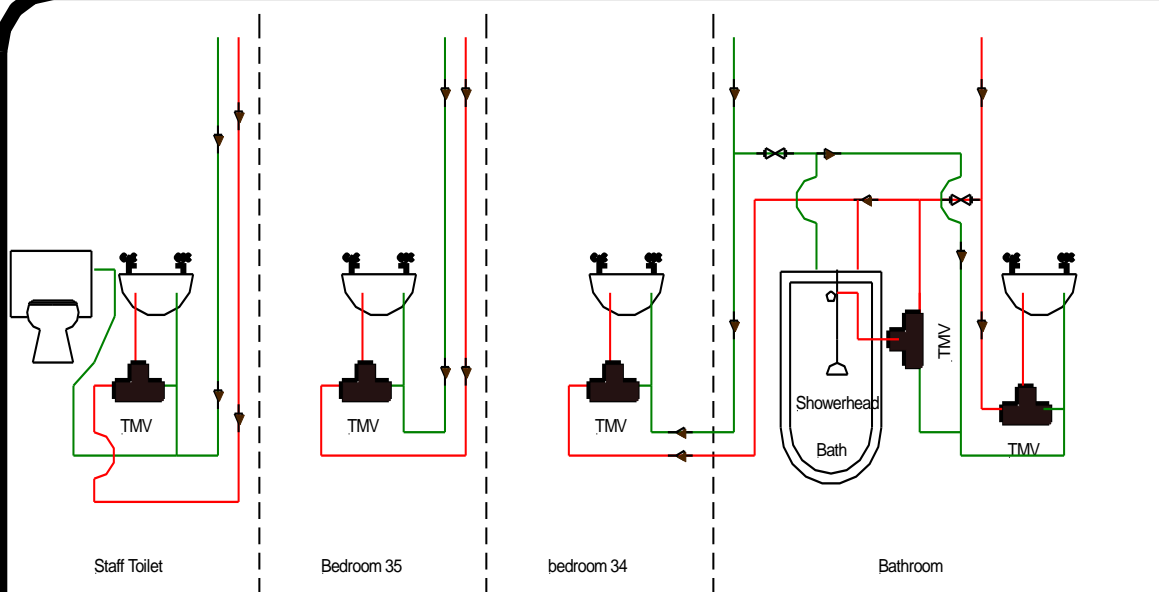 TMV
TMV
TMV
TMV
TMV
Showerhead
Bath
Staff Toilet
Bedroom 35
bedroom 34
Bathroom